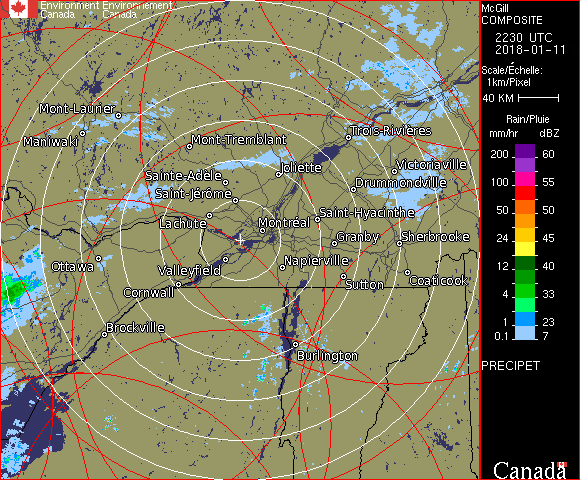 Environment Environnement
Canada Canada
McGill
COMPOSITE
2230 UTC
2018-01-11
Scale/Échelle:
1km/Pixel
40 KM
Rain/Pluie
mm/hr dBZ
200 60
100 55
50 50
24 45
12 40
4 33
1 23
0.1 7
PRECIPET
Canada
Mont-Laurier
Maniwaki
Mont-Tremblant
Trois-Rivières
Joliette
Victoriaville
Sainte-Adèle
Drummondville
Saint-Jérôme
Lachute
Saint-Hyacinthe
Montréal
Granby
Sherbrooke
Ottawa
Valleyfield
Napierville
Cornwall
Sutton
Coaticook
Brockville
Burlington